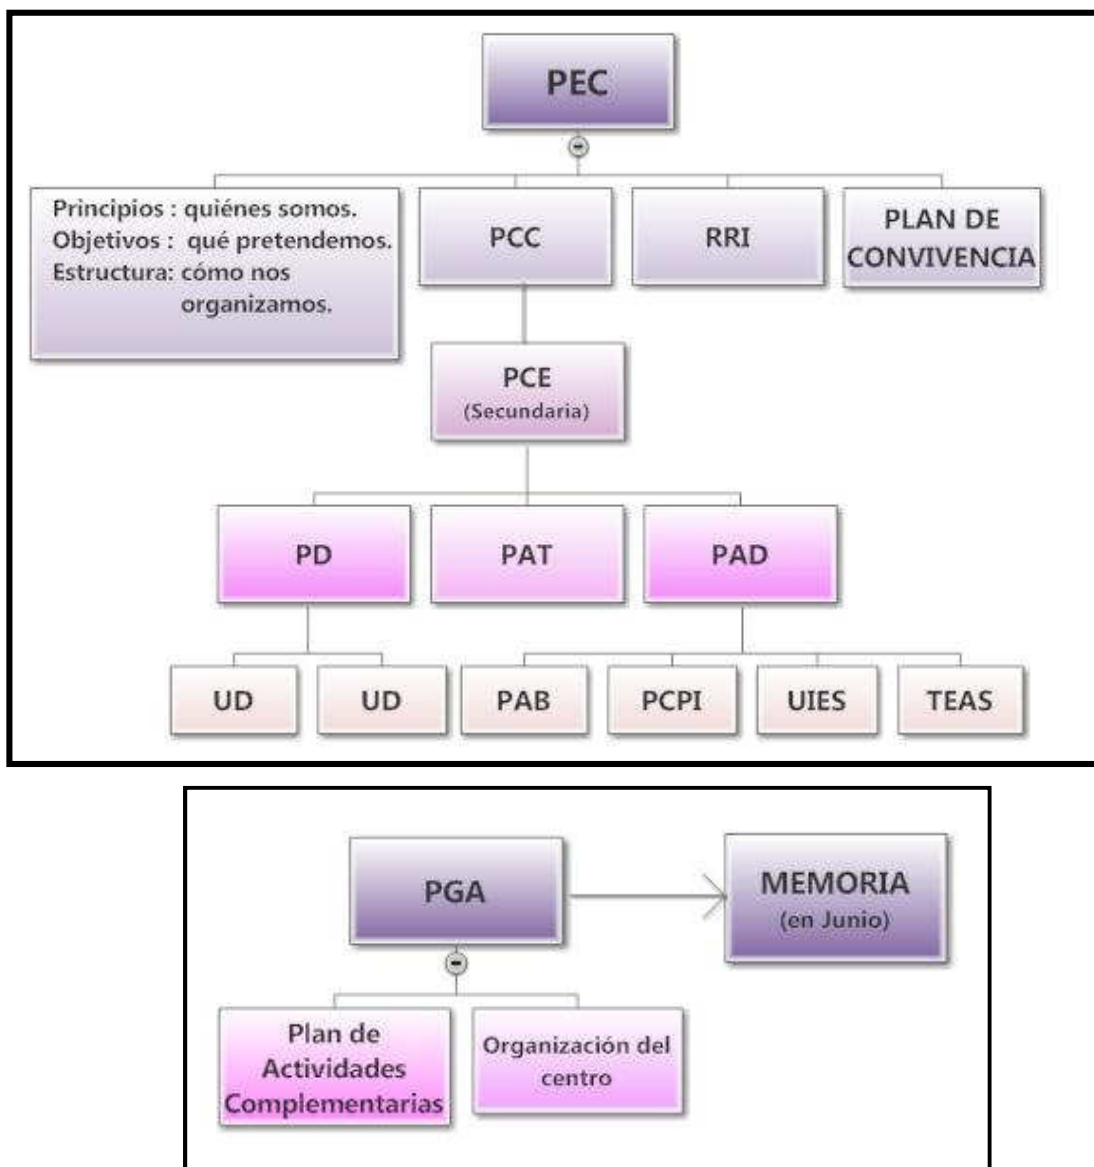 PEC
Principios : quiénes somos.
Objetivos : qué pretendemos.
Estructura: cómo nos
organizamos.
PCC
RRI
PLAN DE
CONVIVENCIA
PCE
(Secundaria)
PD
PAT
PAD
UD
UD
PAB
PCPI
UIES
TEAS
PGA
MEMORIA
(en Junio)
Plan de
Actividades
Complementarias
Organización del
centro